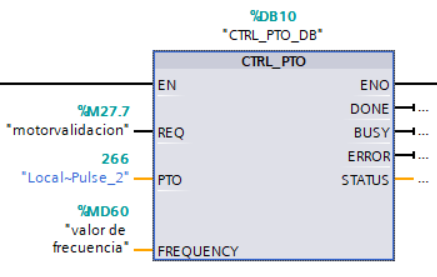 %DB10
"CTRL_PTO_DB"
CTRL_PTO
EN
ENO
DONE
...
%M27.7
"motorvalidacion"
REQ
BUSY
...
ERROR
...
266
"Local~Pulse_2"
PTO
STATUS
...
%MD60
"valor de
frecuencia"
FREQUENCY